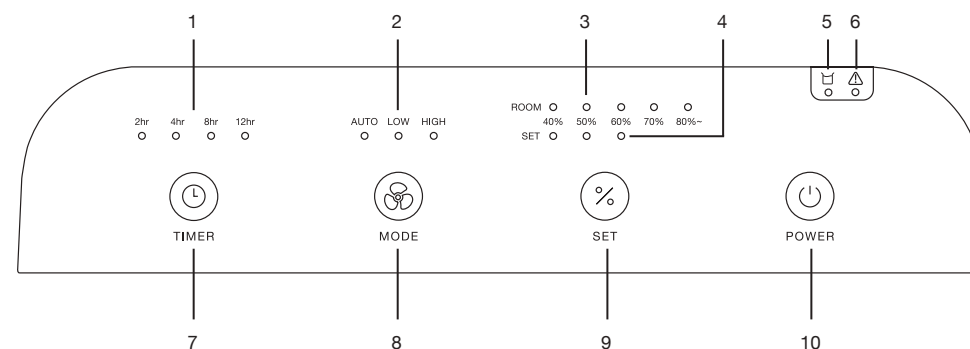 1 2 3 4 5 6
ROOM
2hr 4hr 8hr 12hr AUTO LOW HIGH 40% 50% 60% 70% 80%~
SET
TIMER MODE SET POWER
7 8 9 10